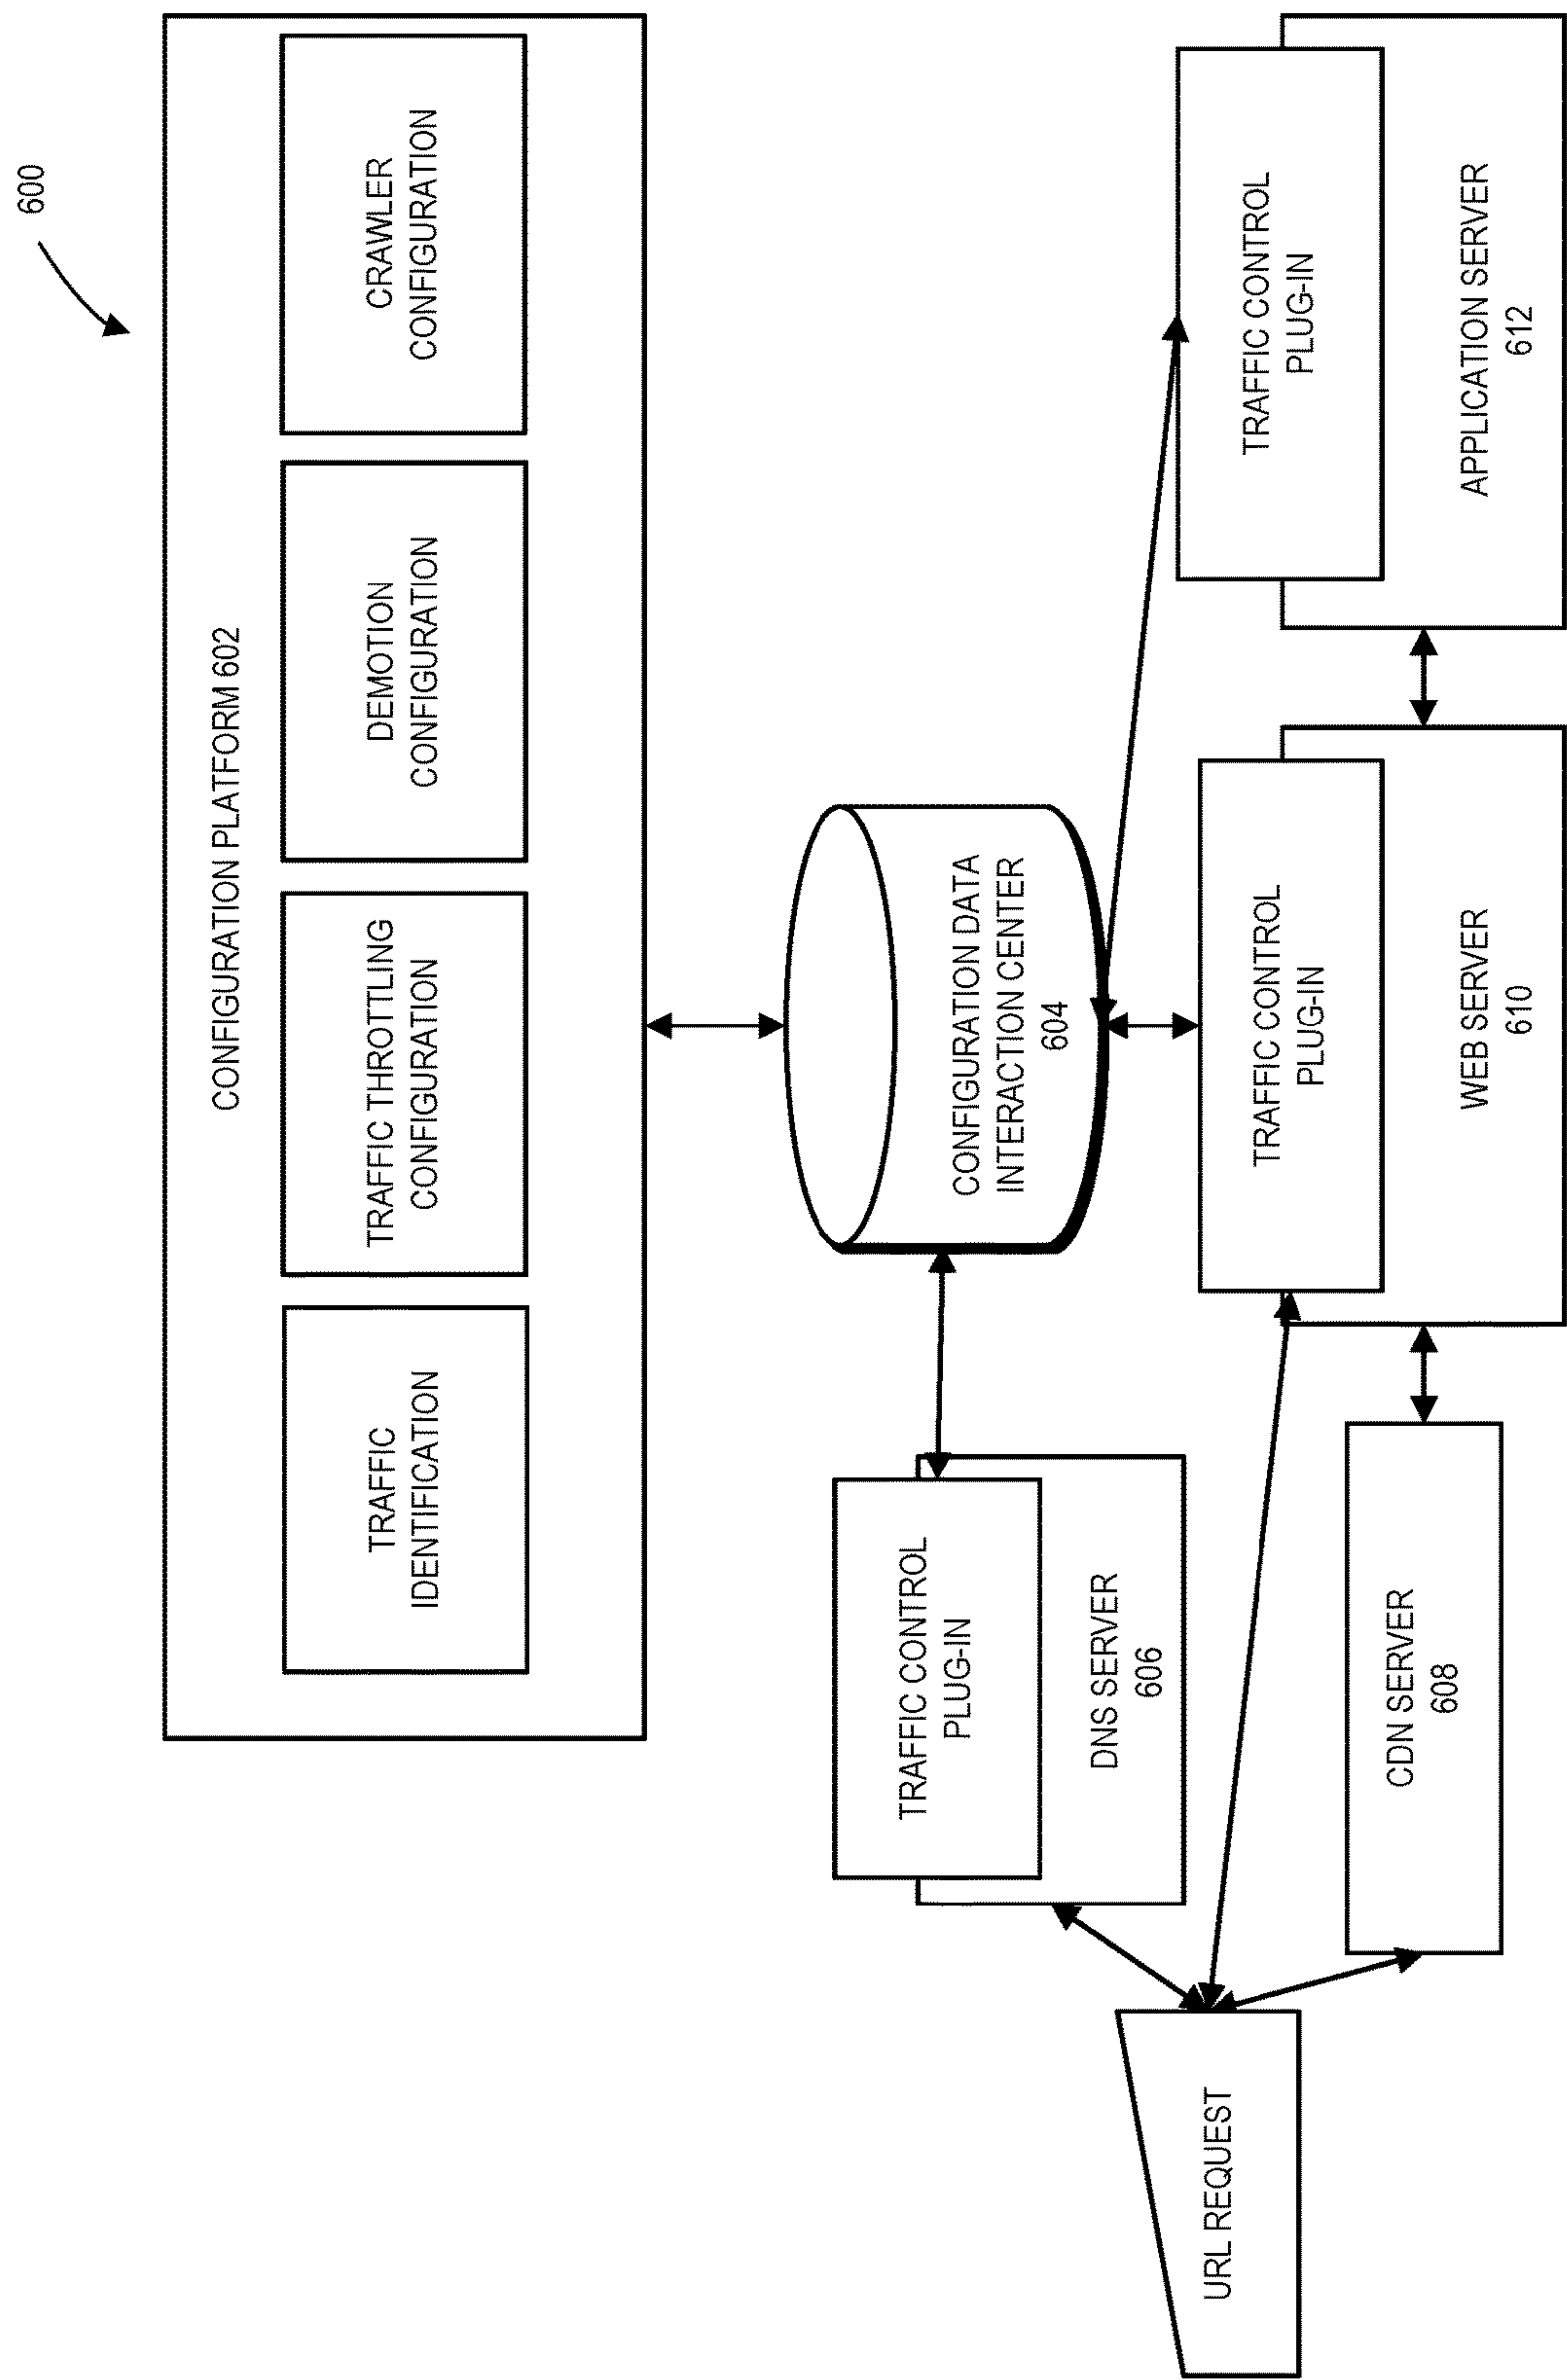 600
CONFIGURATION PLATFORM 602
TRAFFIC
IDENTIFICATION
TRAFFIC THROTTLING
CONFIGURATION
DEMOTION
CONFIGURATION
CRAWLER
CONFIGURATION
CONFIGURATION DATA
INTERACTION CENTER
604
TRAFFIC CONTROL
PLUG-IN
DNS SERVER
606
URL REQUEST
CDN SERVER
608
TRAFFIC CONTROL
PLUG-IN
WEB SERVER
610
TRAFFIC CONTROL
PLUG-IN
APPLICATION SERVER
612